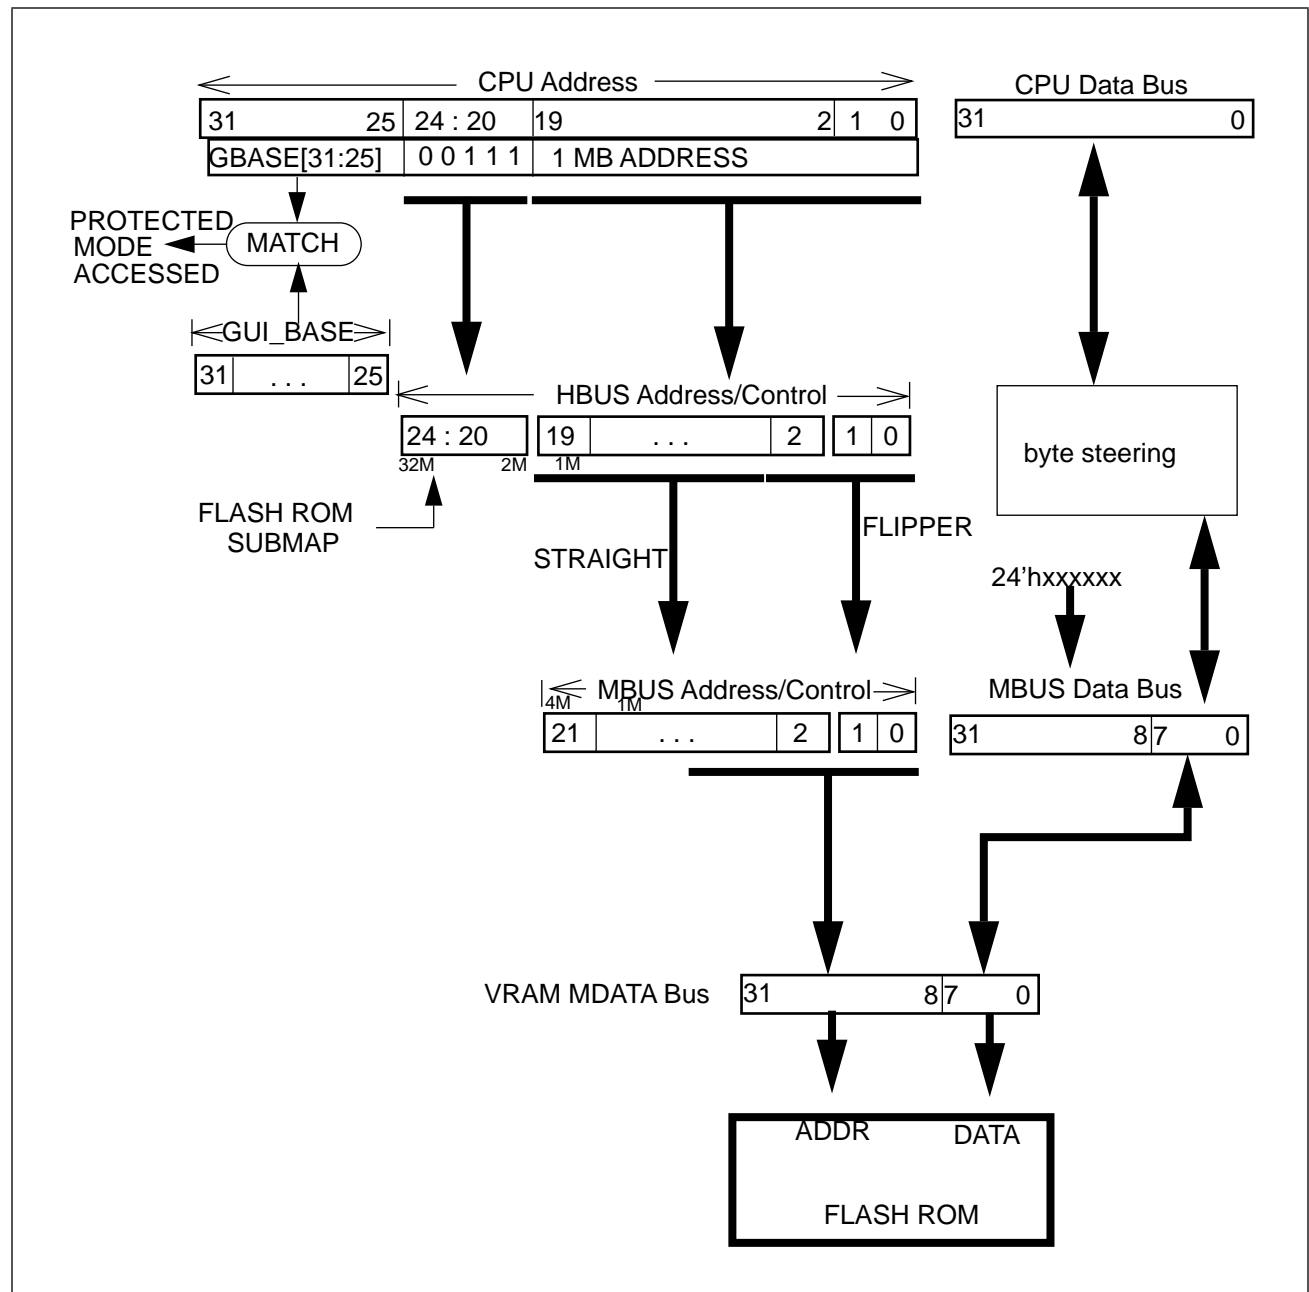 CPU Address
CPU Data Bus
31 25 24 : 20 19 2 1 0
31 0
GBASE[31:25] 0 0 1 1 1 1 MB ADDRESS
PROTECTED
MODE
ACCESSED
MATCH
GUI_BASE
31 . . . 25
HBUS Address/Control
24 : 20 19 . . . 2 1 0
32M 2M 1M
byte steering
FLASH ROM
SUBMAP
STRAIGHT
FLIPPER
24'hxxxxxx
MBUS Address/Control
MBUS Data Bus
4M 1M
21 . . . 2 1 0
31 8 7 0
VRAM MDATA Bus
31 8 7 0
ADDR
DATA
FLASH ROM